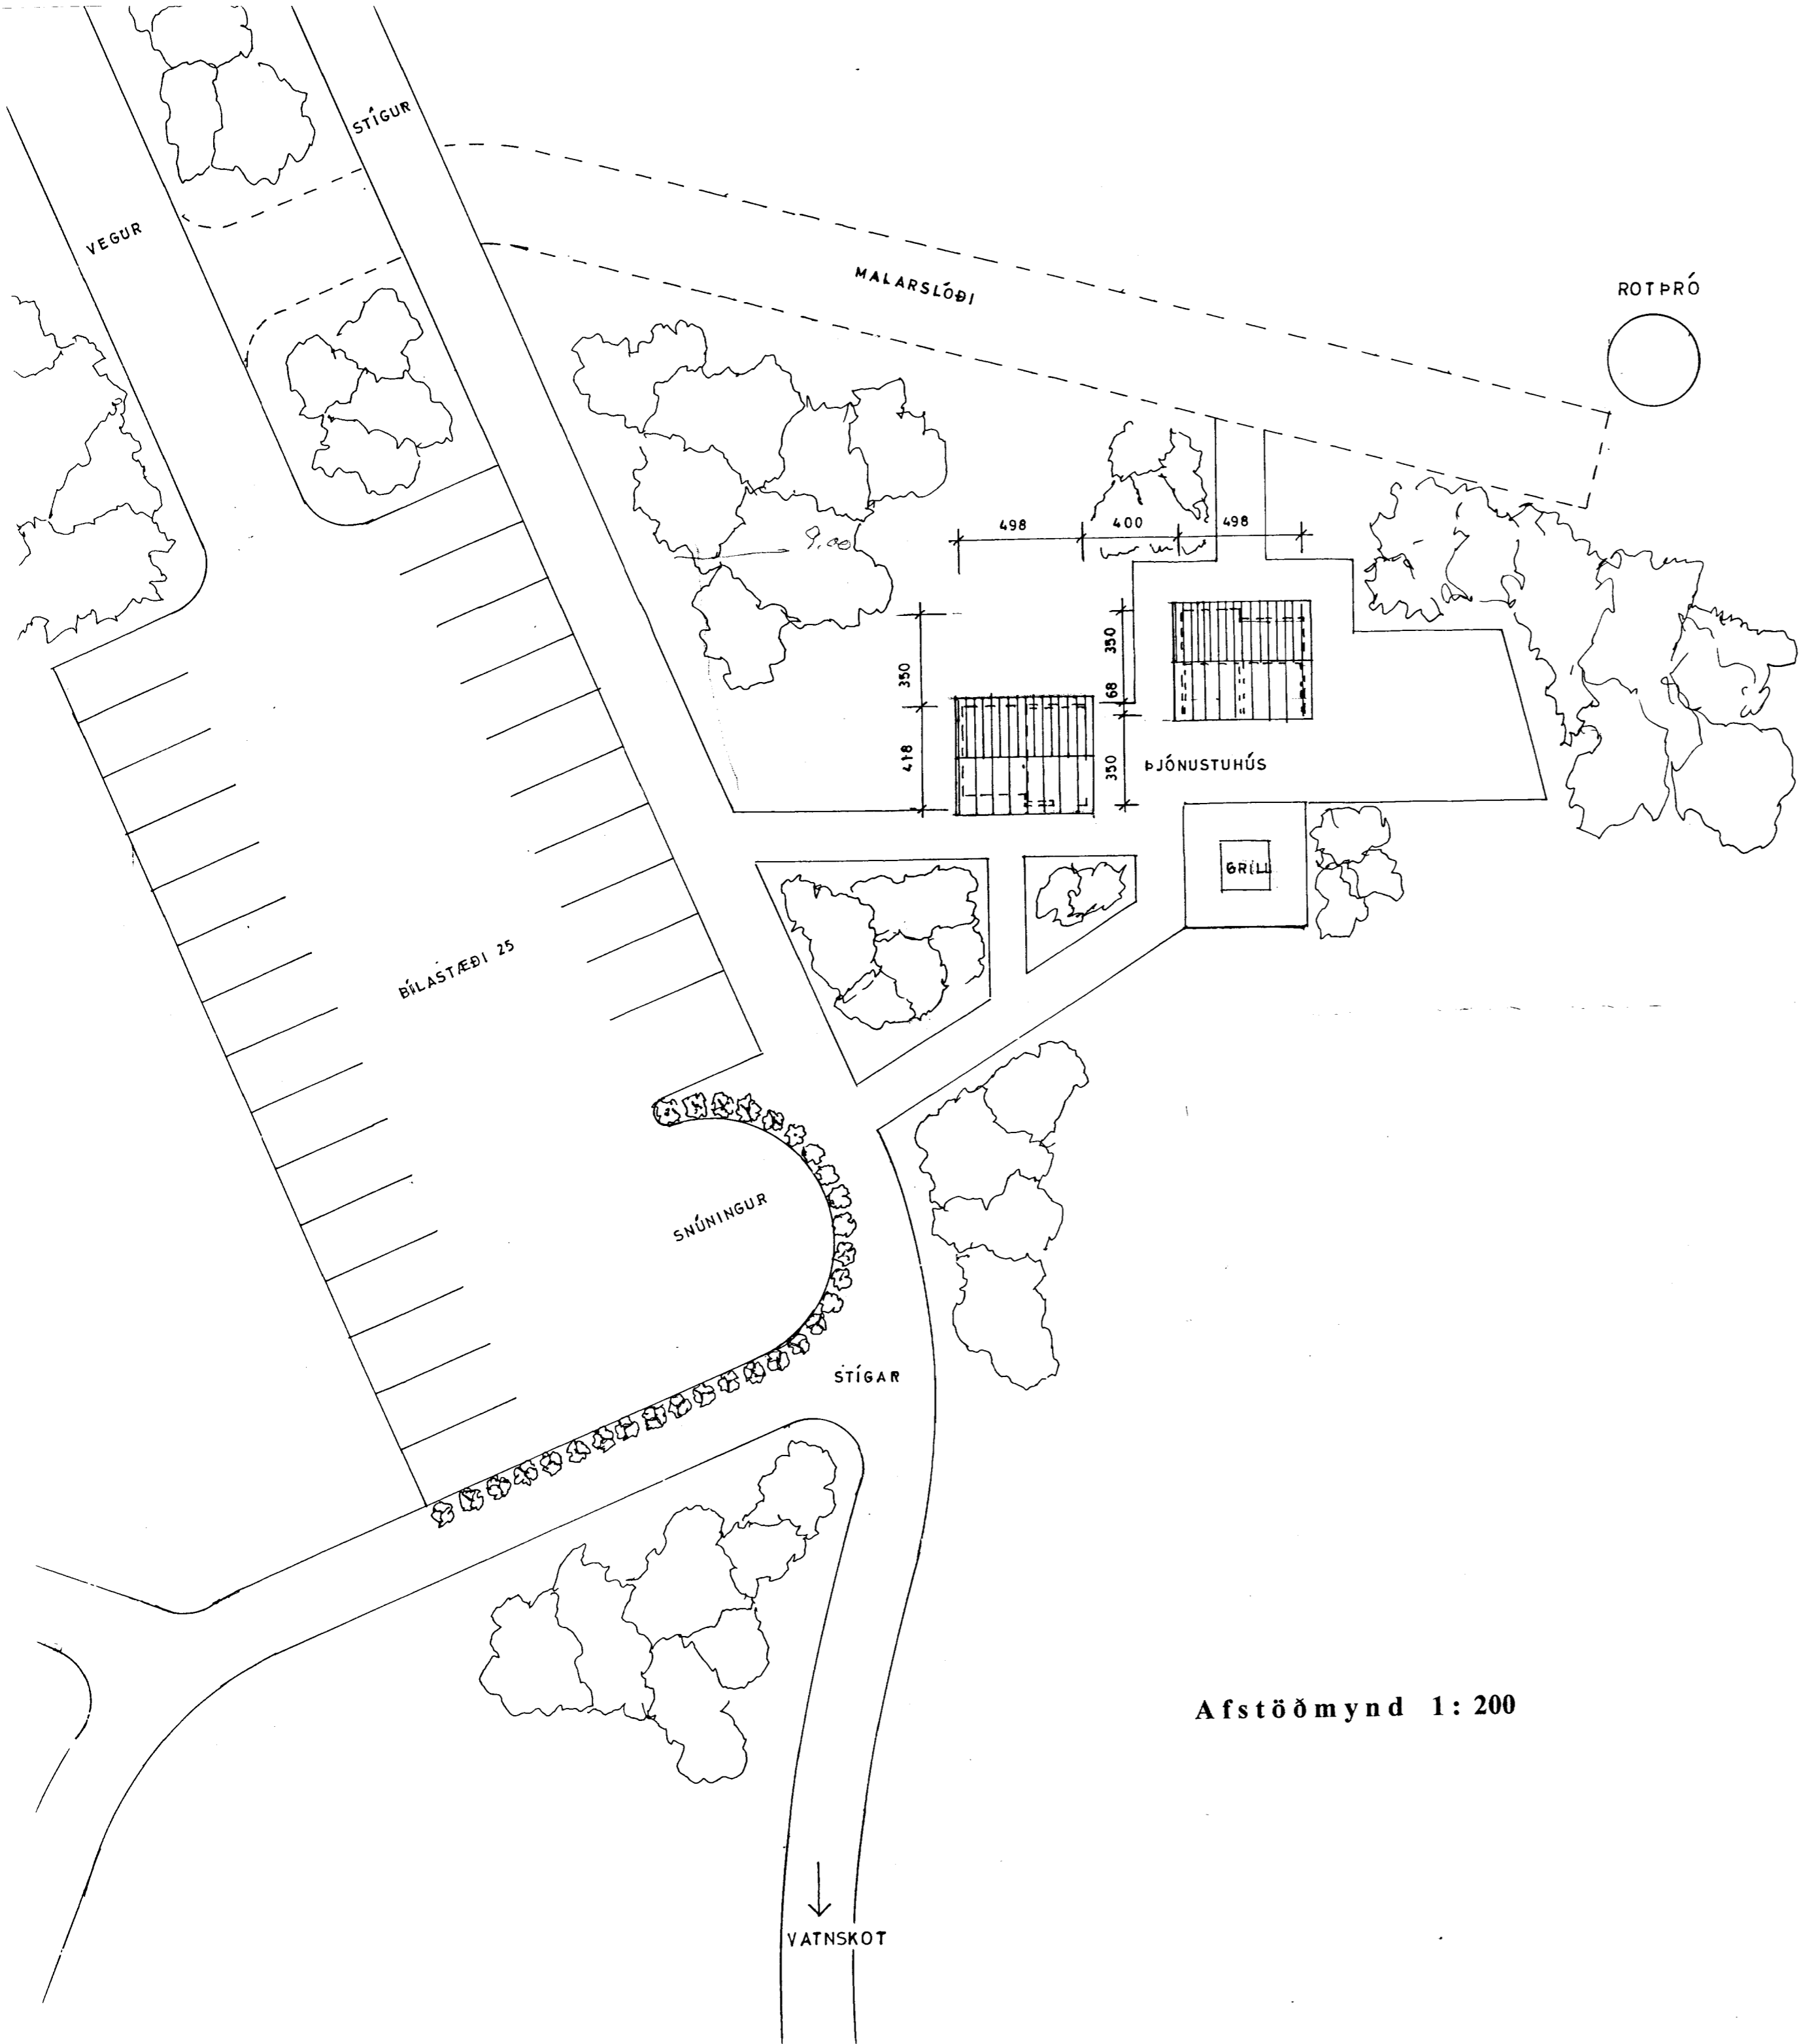 STÍGUR
VEGUR
MALARSLÓÐI
ROTÞRÓ
498
400
498
9.00
350
350
68
418
350
ÞJÓNUSTUHÚS
GRILL
BÍLASTÆÐI 25
SNÚNINGUR
STÍGAR
Afstöðmynd 1: 200
VATNSKOT